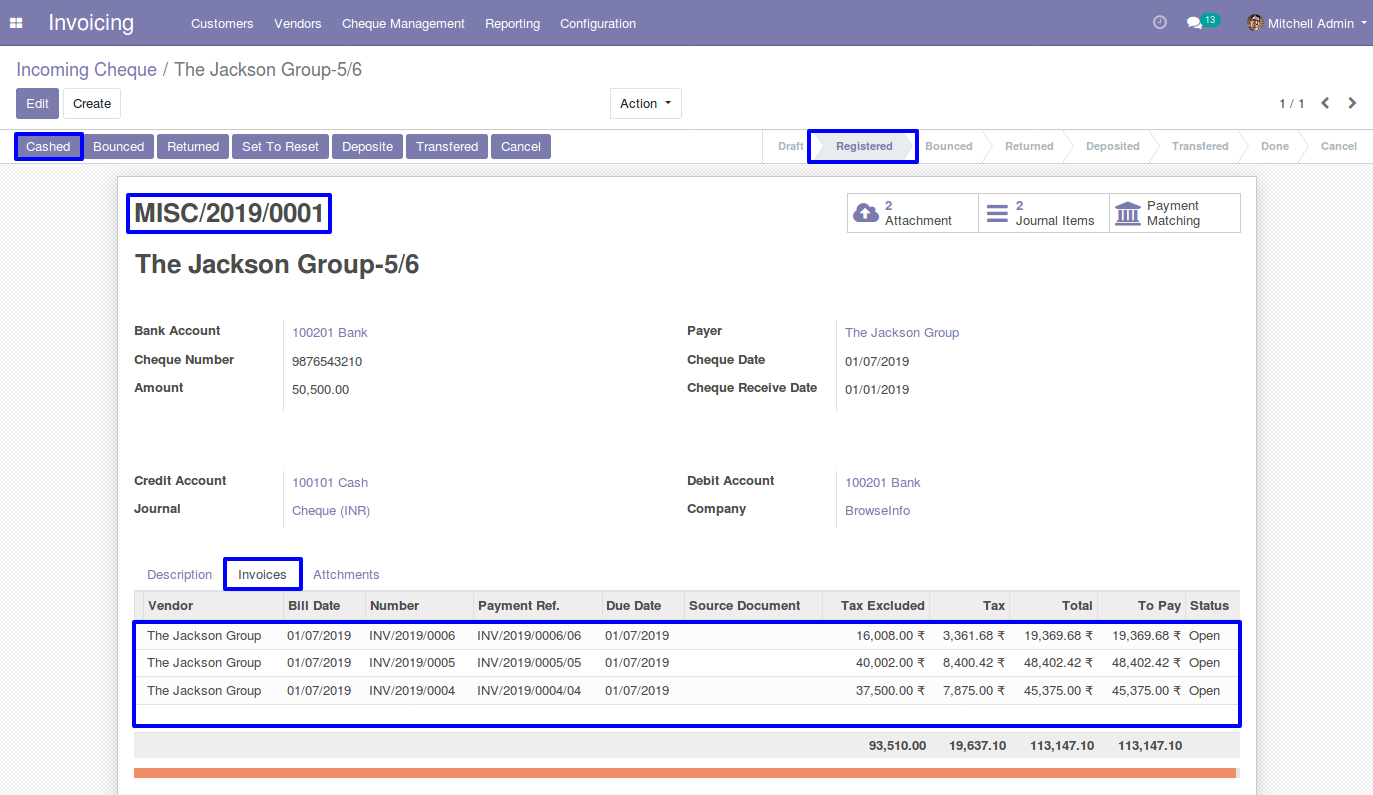 Invoicing Customers Vendors Cheque Management Reporting Configuration 13 Mitchell Admin
Incoming Cheque / The Jackson Group-5/6
Edit Create Action 1 / 1
Cashed Bounced Returned Set To Reset Deposite Transfered Cancel Draft Registered Bounced Returned Deposited Transfered Done Cancel
MISC/2019/0001
2 Attachment
2 Journal Items
Payment Matching
The Jackson Group-5/6
Bank Account 100201 Bank Payer The Jackson Group
Cheque Number 9876543210 Cheque Date 01/07/2019
Amount 50,500.00 Cheque Receive Date 01/01/2019
Credit Account 100101 Cash Debit Account 100201 Bank
Journal Cheque (INR) Company BrowseInfo
Description Invoices Attchments
Vendor Bill Date Number Payment Ref. Due Date Source Document Tax Excluded Tax Total To Pay Status
The Jackson Group 01/07/2019 INV/2019/0006 INV/2019/0006/06 01/07/2019 16,008.00 ₹ 3,361.68 ₹ 19,369.68 ₹ 19,369.68 ₹ Open
The Jackson Group 01/07/2019 INV/2019/0005 INV/2019/0005/05 01/07/2019 40,002.00 ₹ 8,400.42 ₹ 48,402.42 ₹ 48,402.42 ₹ Open
The Jackson Group 01/07/2019 INV/2019/0004 INV/2019/0004/04 01/07/2019 37,500.00 ₹ 7,875.00 ₹ 45,375.00 ₹ 45,375.00 ₹ Open
93,510.00 19,637.10 113,147.10 113,147.10